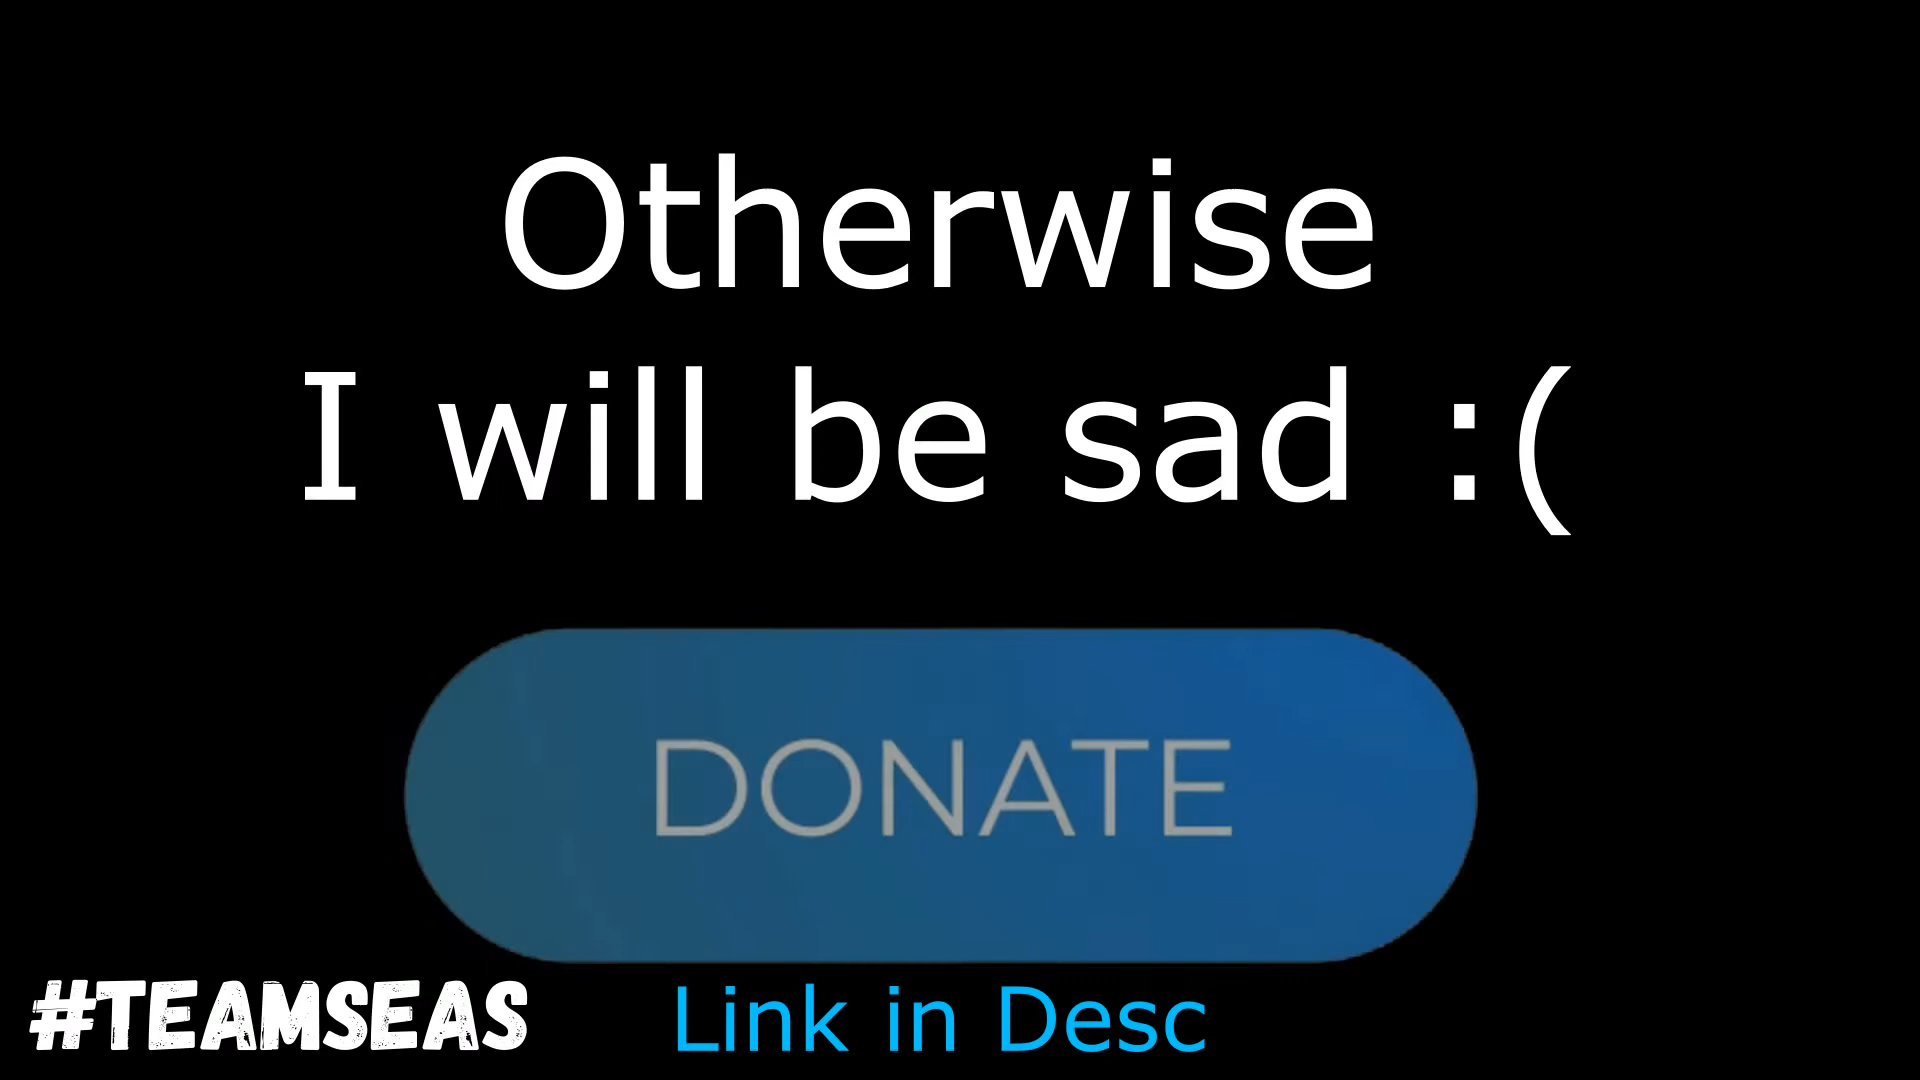 Otherwise
I will be sad :(
DONATE
#TEAMSEAS
Link in Desc